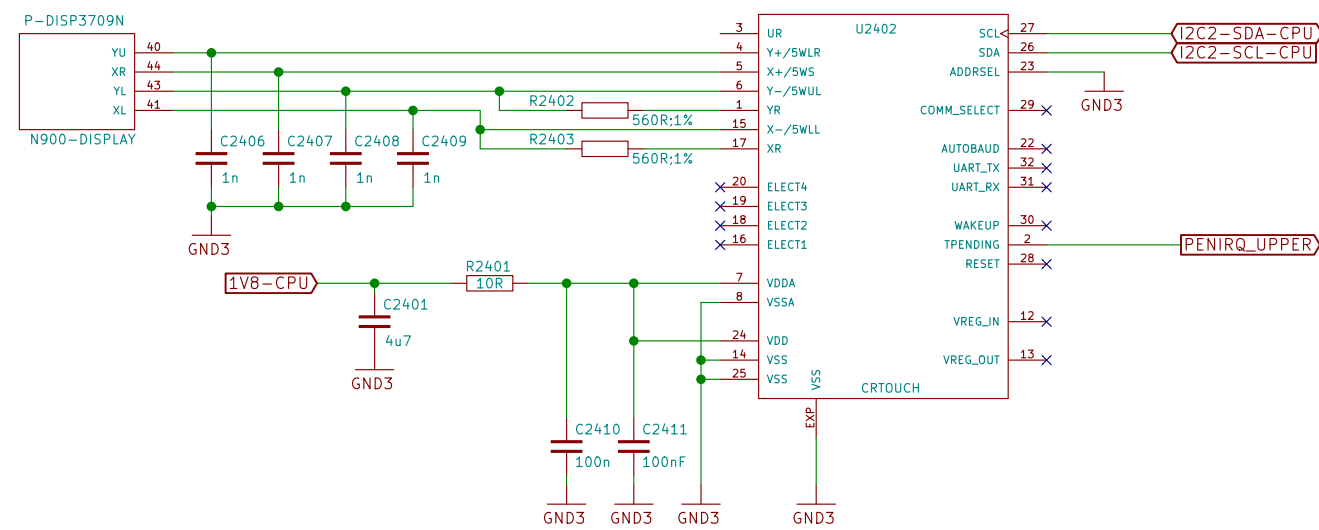 P-DISP3709N
YU 40
XR 44
YL 43
XL 41
N900-DISPLAY
C2406
1n
C2407
1n
C2408
1n
C2409
1n
GND3
R2402
560R;1%
R2403
560R;1%
1V8-CPU
R2401
10R
C2401
4u7
GND3
C2410
100n
GND3
C2411
100nF
GND3
GND3
U2402
3 UR
4 Y+/5WLR
5 X+/5WS
6 Y-/5WUL
1 YR
15 X-/5WLL
17 XR
20 ELECT4
19 ELECT3
18 ELECT2
16 ELECT1
7 VDDA
8 VSSA
24 VDD
14 VSS
25 VSS
VSS
EXP
GND3
CRTOUCH
SCL 27
SDA 26
ADDRSEL 23
COMM_SELECT 29
AUTOBAUD 22
UART_TX 32
UART_RX 31
WAKEUP 30
TPENDING 2
RESET 28
VREG_IN 12
VREG_OUT 13
I2C2-SDA-CPU
I2C2-SCL-CPU
GND3
PENIRQ_UPPER